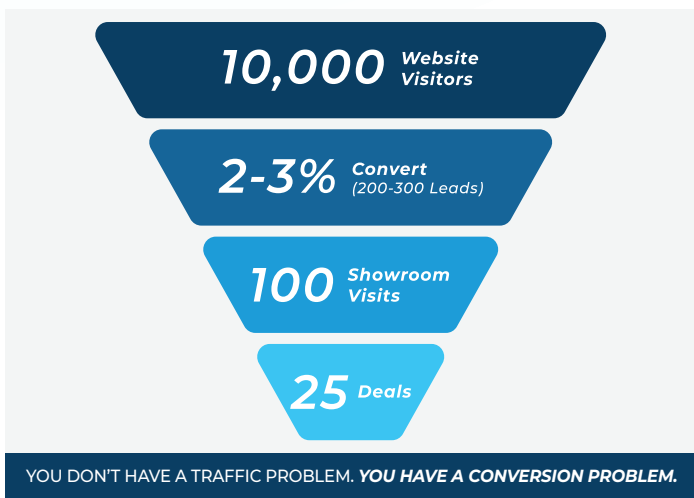 10,000 Website
Visitors
2-3% Convert
(200-300 Leads)
100 Showroom
Visits
25 Deals
YOU DON'T HAVE A TRAFFIC PROBLEM. YOU HAVE A CONVERSION PROBLEM.